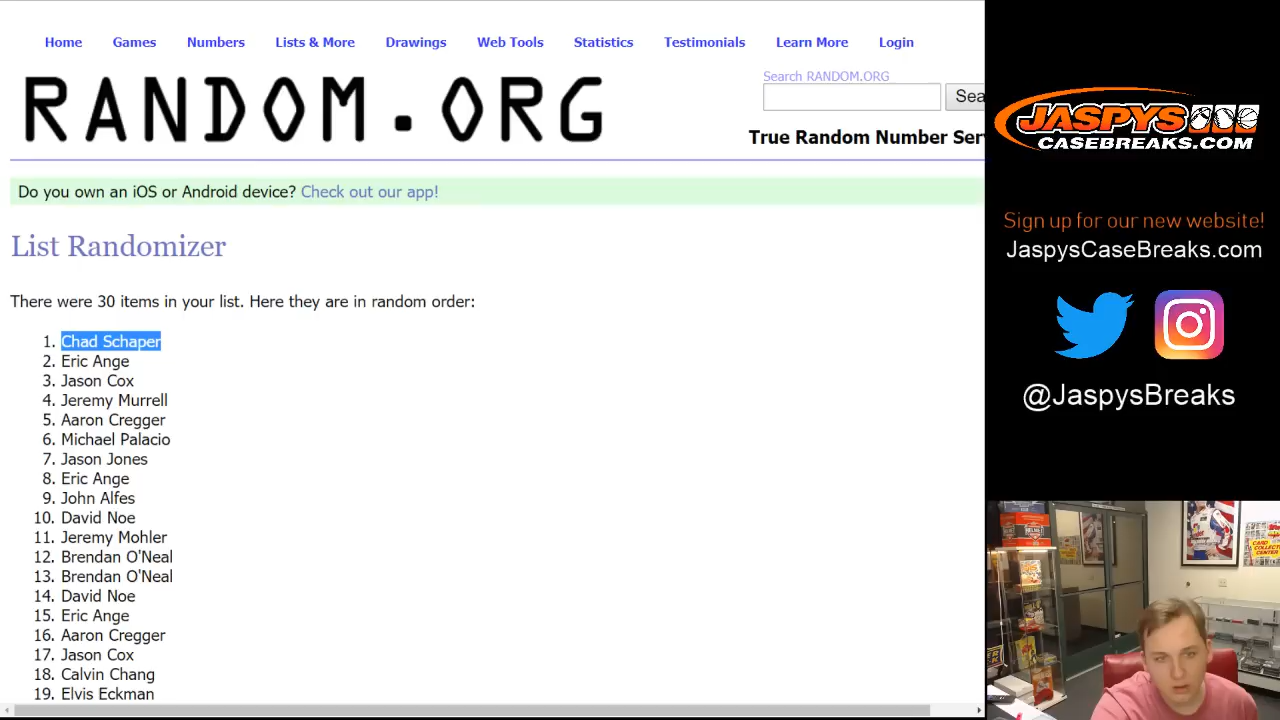 Home Games Numbers Lists & More Drawings Web Tools Statistics Testimonials Learn More Login
RANDOM.ORG
Search RANDOM.ORG
Sea
True Random Number Ser
Do you own an iOS or Android device? Check out our app!
List Randomizer
There were 30 items in your list. Here they are in random order:
1. Chad Schaper
2. Eric Ange
3. Jason Cox
4. Jeremy Murrell
5. Aaron Cregger
6. Michael Palacio
7. Jason Jones
8. Eric Ange
9. John Alfes
10. David Noe
11. Jeremy Mohler
12. Brendan O'Neal
13. Brendan O'Neal
14. David Noe
15. Eric Ange
16. Aaron Cregger
17. Jason Cox
18. Calvin Chang
19. Elvis Eckman
JASPYS
CASEBREAKS.COM
Sign up for our new website!
JaspysCaseBreaks.com
@JaspysBreaks